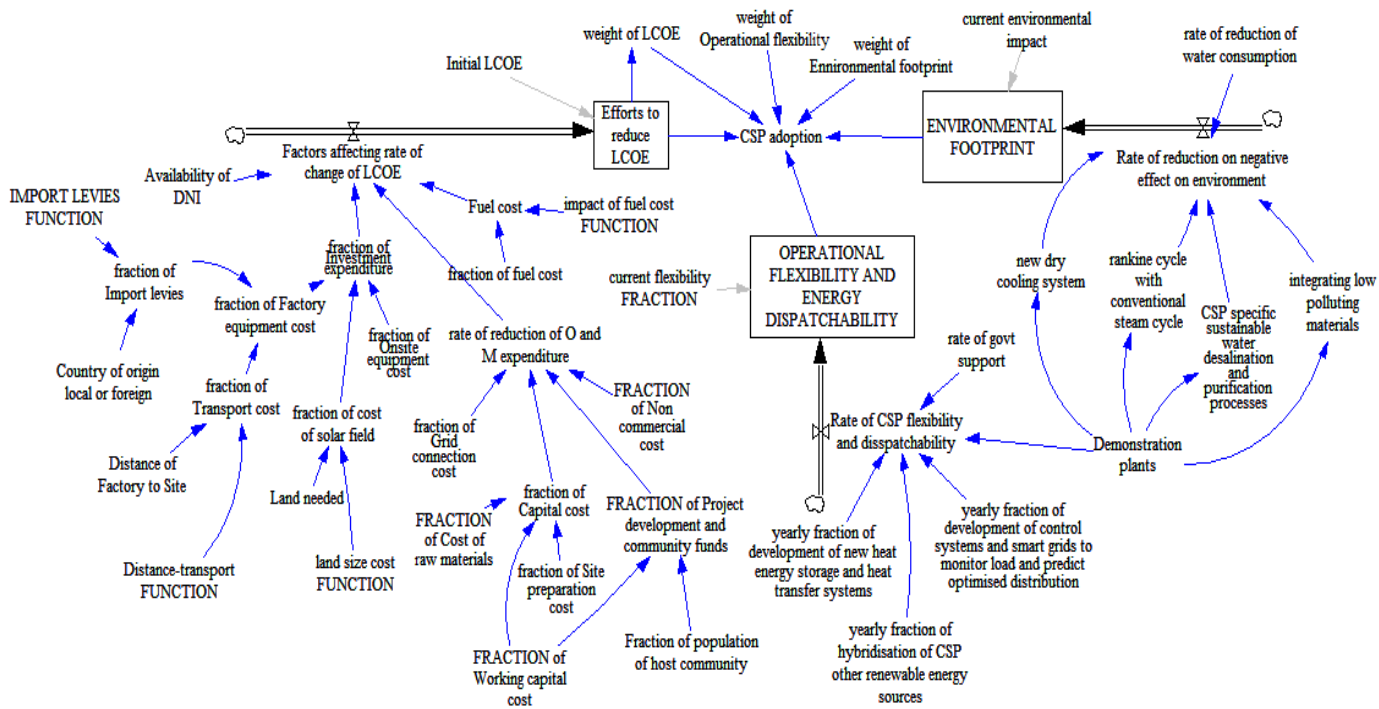 weight of LCOE
weight of
Operational flexibility
weight of
Ennironmental footprint
current environmental
impact
rate of reduction of
water consumption
Initial LCOE
Efforts to
reduce
LCOE
CSP adoption
ENVIRONMENTAL
FOOTPRINT
Factors affecting rate of
change of LCOE
Rate of reduction on negative
effect on environment
Availability of
DNI
IMPORT LEVIES
FUNCTION
Fuel cost
impact of fuel cost
FUNCTION
fraction of
Investment
expenditure
fraction of fuel cost
fraction of
Import levies
fraction of Factory
equipment cost
current flexibility
FRACTION
OPERATIONAL
FLEXIBILITY AND
ENERGY
DISPATCHABILITY
new dry
cooling system
rankine cycle
with
conventional
steam cycle
CSP specific
sustainable
water
desalination
and
purification
processes
integrating low
polluting
materials
fraction of
Onsite
equipment
cost
rate of reduction of O and
M expenditure
rate of govt
support
Country of origin
local or foreign
fraction of
Transport cost
fraction of cost
of solar field
FRACTION
of Non
commercial
cost
fraction of
Grid
connection
cost
Rate of CSP flexibility
and disspatchability
Demonstration
plants
Distance of
Factory to Site
Land needed
fraction of
Capital cost
FRACTION
of Cost of
raw materials
FRACTION of Project
development and
community funds
yearly fraction of
development of new heat
energy storage and heat
transfer systems
yearly fraction of
development of control
systems and smart grids to
monitor load and predict
optimised distribution
Distance-transport
FUNCTION
land size cost
FUNCTION
fraction of Site
preparation
cost
FRACTION of
Working capital
cost
Fraction of population
of host community
yearly fraction of
hybridisation of CSP
other renewable energy
sources